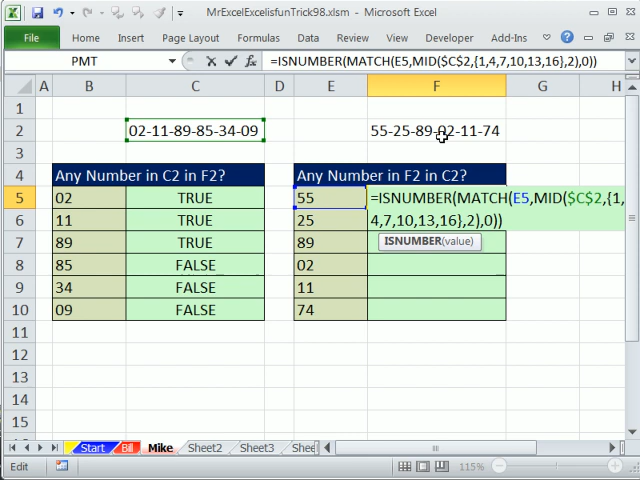 MrExcelExcelisfunTrick98.xlsm - Microsoft Excel
File Home Insert Page Layout Formulas Data Review View Developer Add-Ins
PMT fx =ISNUMBER(MATCH(E5,MID($C$2,{1,4,7,10,13,16},2),0))
A B C D E F G H
1
2 02-11-89-85-34-09 55-25-89-02-11-74
3
4 Any Number in C2 in F2? Any Number in F2 in C2?
5 02 TRUE 55 =ISNUMBER(MATCH(E5,MID($C$2,{1,
6 11 TRUE 25 4,7,10,13,16},2),0))
7 89 TRUE 89 ISNUMBER(value)
8 85 FALSE 02
9 34 FALSE 11
10 09 FALSE 74
11
12
13
14
15
Start Bill Mike Sheet2 Sheet3 She
Edit 115%